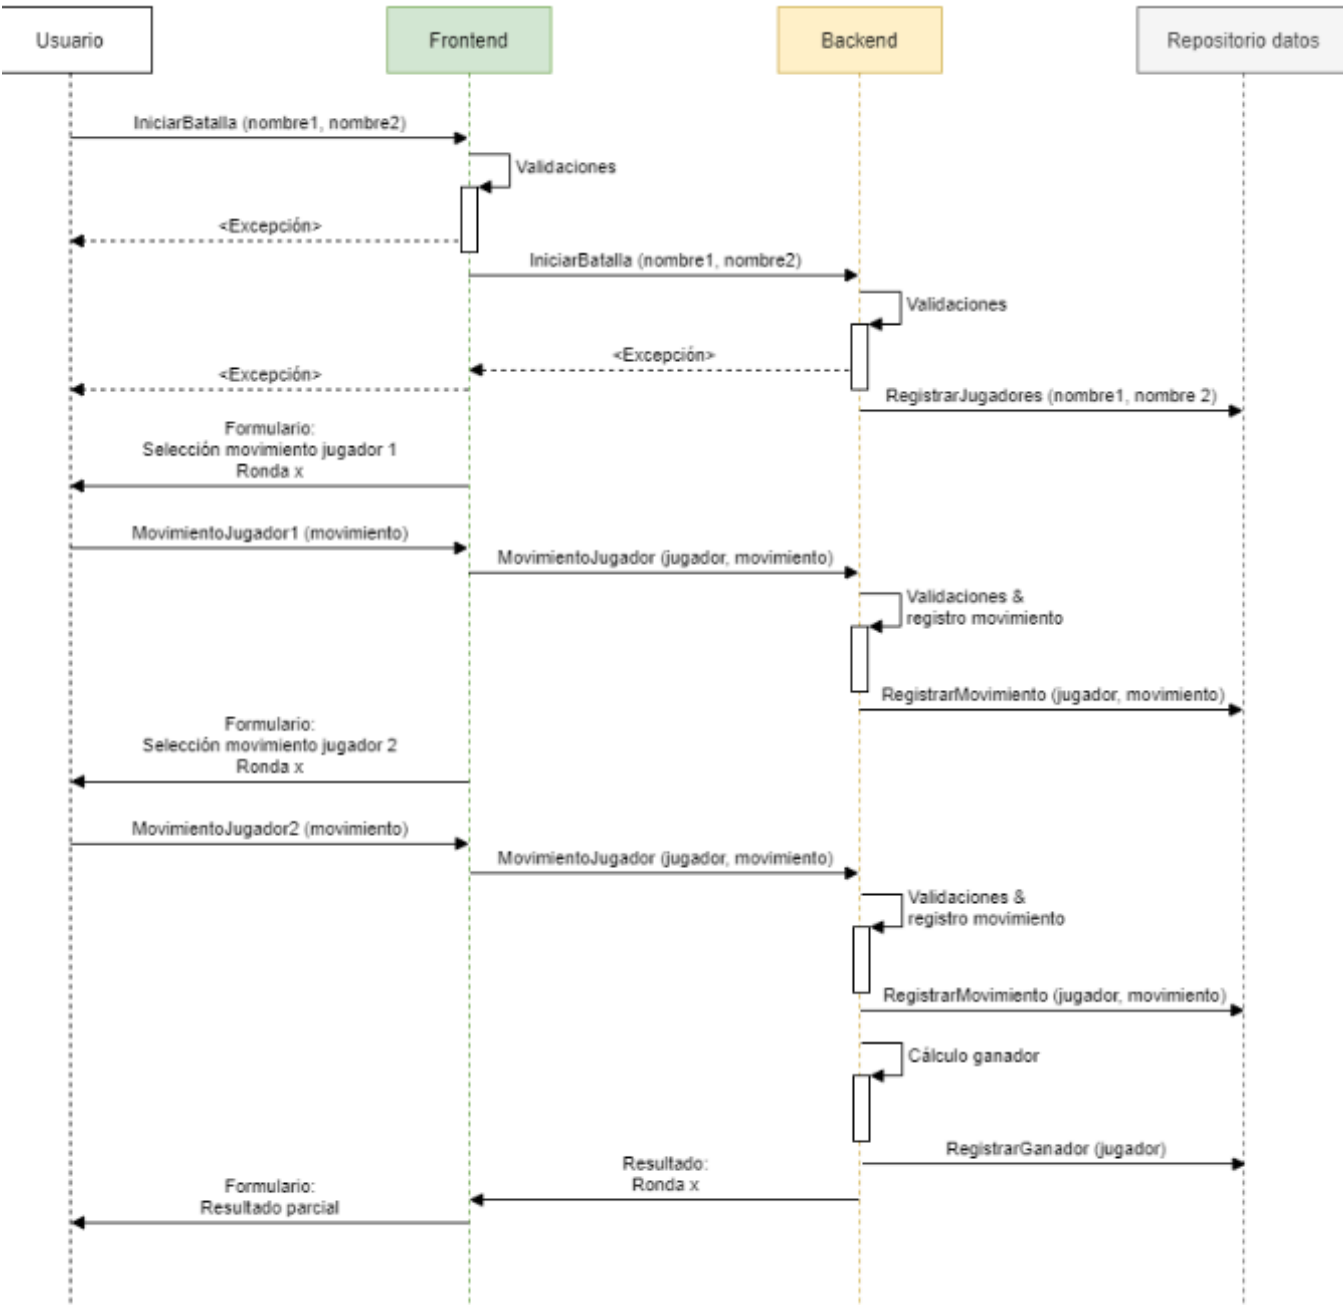 Usuario
Frontend
Backend
Repositorio datos
IniciarBatalla (nombre1, nombre2)
Validaciones
<Excepción>
IniciarBatalla (nombre1, nombre2)
Validaciones
<Excepción>
<Excepción>
RegistrarJugadores (nombre1, nombre 2)
Formulario:
Selección movimiento jugador 1
Ronda x
MovimientoJugador1 (movimiento)
MovimientoJugador (jugador, movimiento)
Validaciones &
registro movimiento
RegistrarMovimiento (jugador, movimiento)
Formulario:
Selección movimiento jugador 2
Ronda x
MovimientoJugador2 (movimiento)
MovimientoJugador (jugador, movimiento)
Validaciones &
registro movimiento
RegistrarMovimiento (jugador, movimiento)
Cálculo ganador
RegistrarGanador (jugador)
Resultado:
Ronda x
Formulario:
Resultado parcial